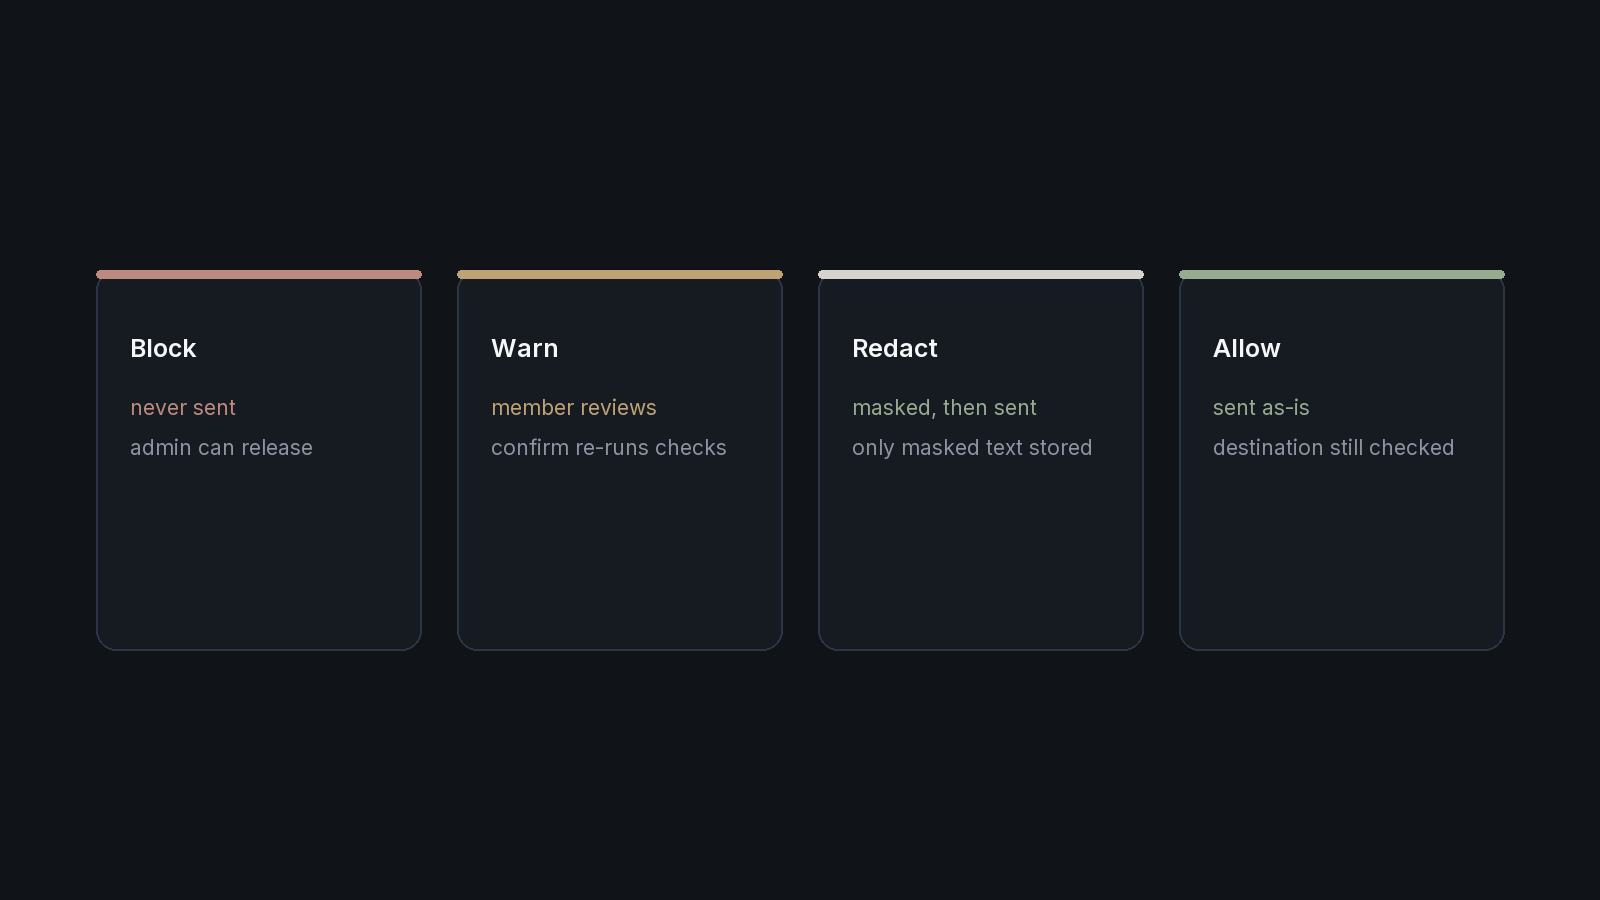 Block
never sent
admin can release
Warn
member reviews
confirm re-runs checks
Redact
masked, then sent
only masked text stored
Allow
sent as-is
destination still checked